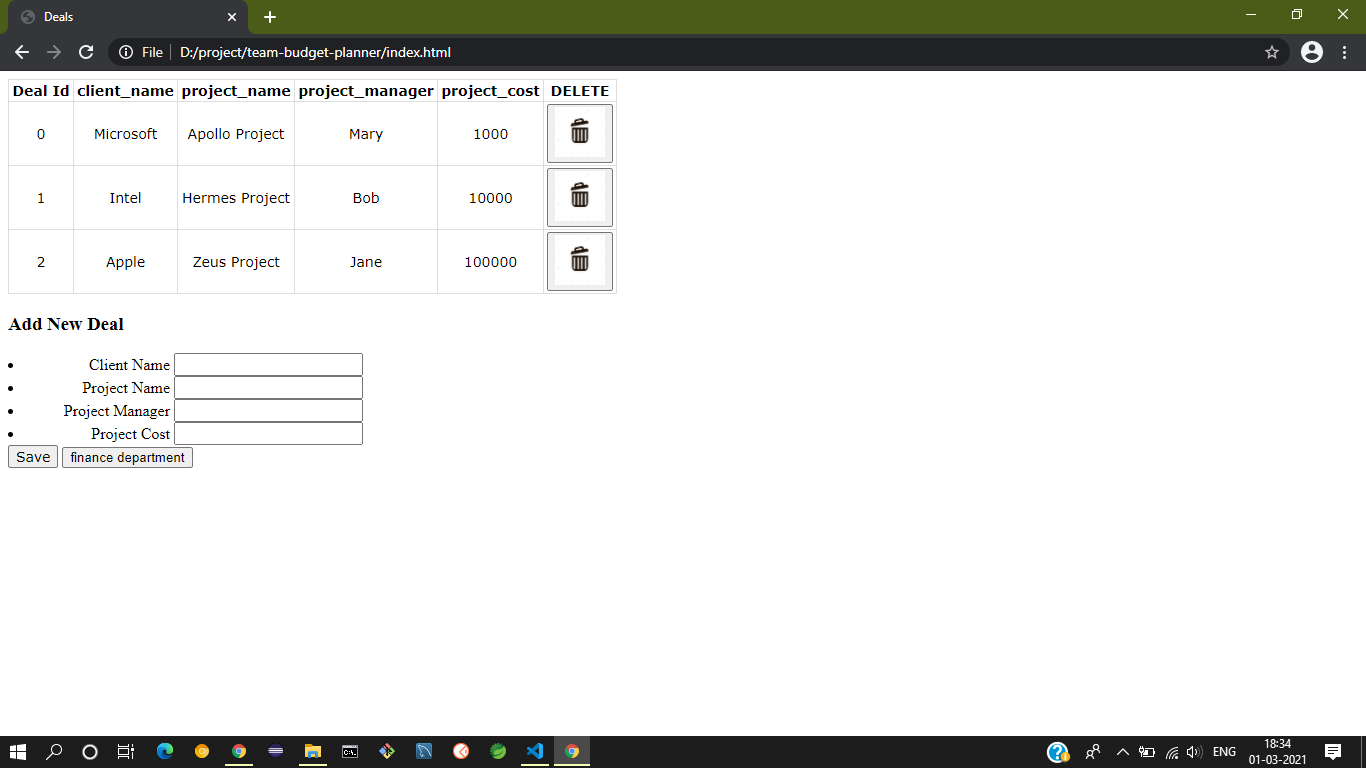 Deals
File D:/project/team-budget-planner/index.html
Deal Id client_name project_name project_manager project_cost DELETE
0 Microsoft Apollo Project Mary 1000
1 Intel Hermes Project Bob 10000
2 Apple Zeus Project Jane 100000
Add New Deal
Client Name
Project Name
Project Manager
Project Cost
Save finance department
ENG 18:34
01-03-2021